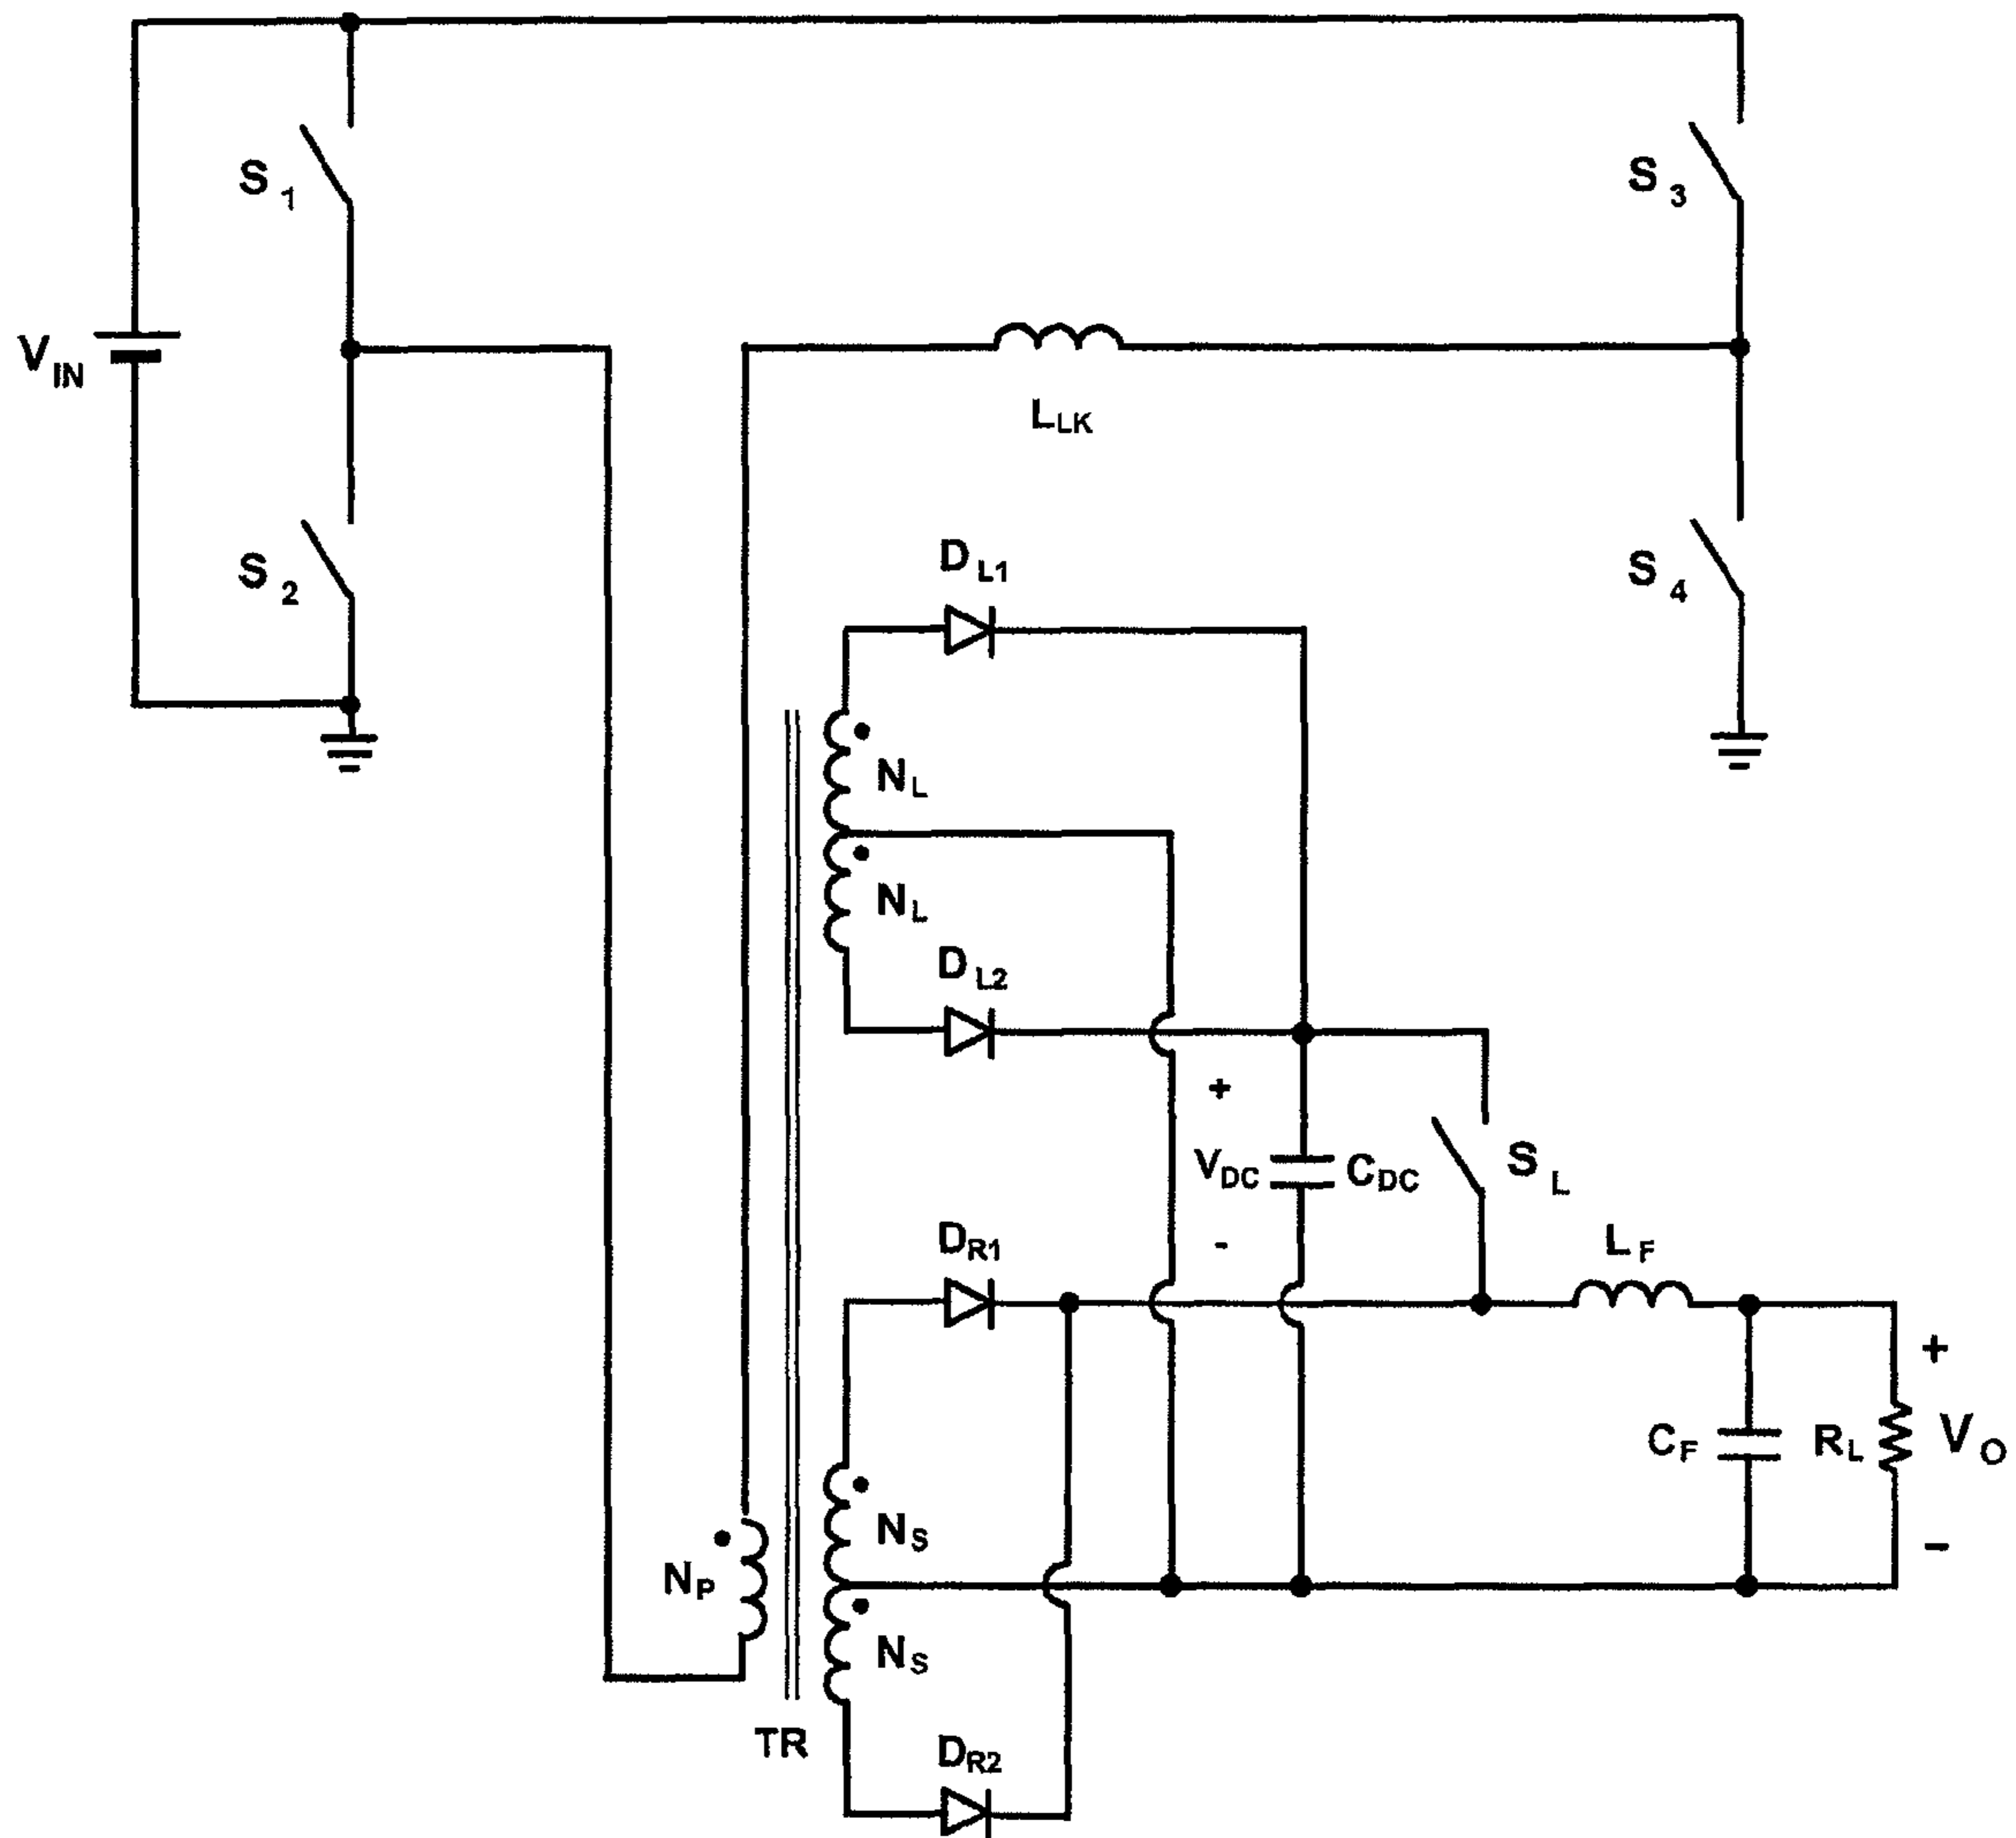 S1
S3
VIN
LLK
S2
DL1
S4
NL
NL
DL2
+
VDC
CDC
SL
-
DR1
LF
+
CF
RL
VO
NS
NP
-
NS
TR
DR2